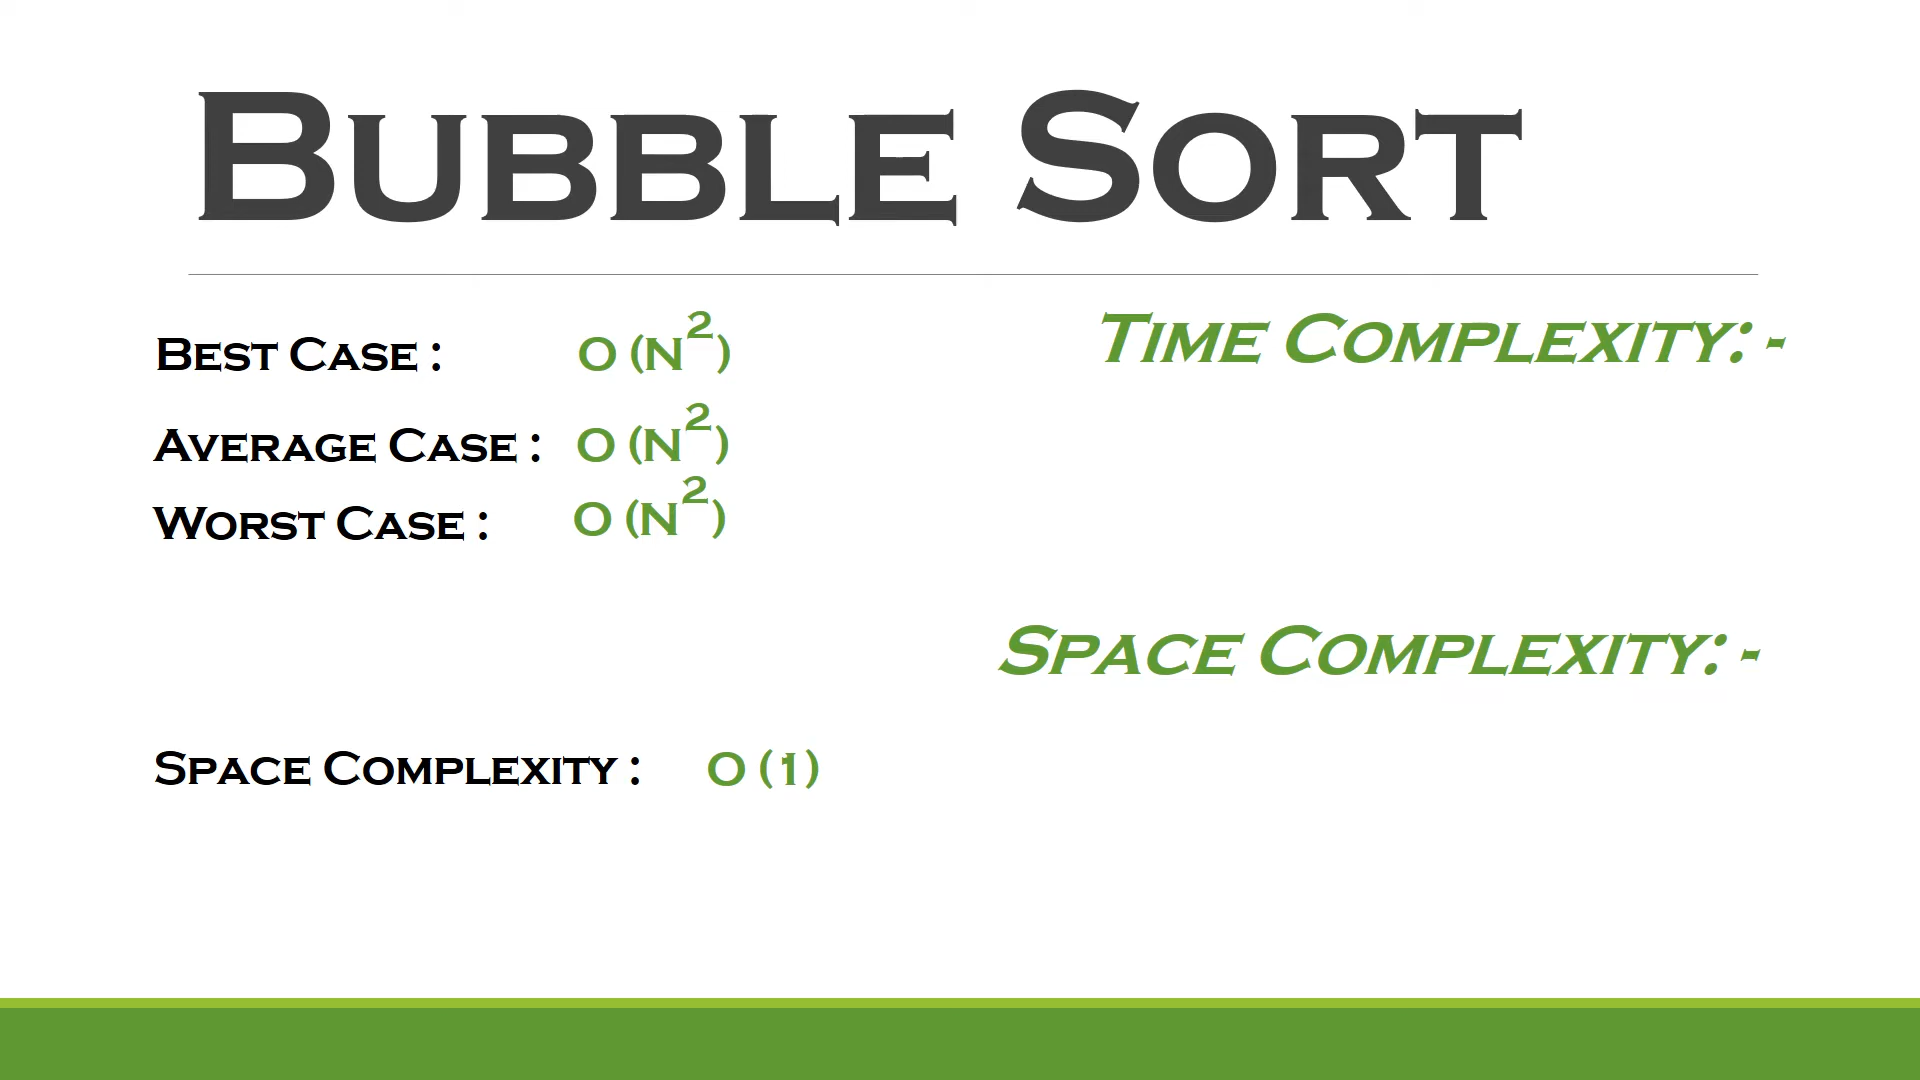 Bubble Sort
Time Complexity: -
Best Case : O (N²)
Average Case : O (N²)
Worst Case : O (N²)
Space Complexity: -
Space Complexity : O (1)